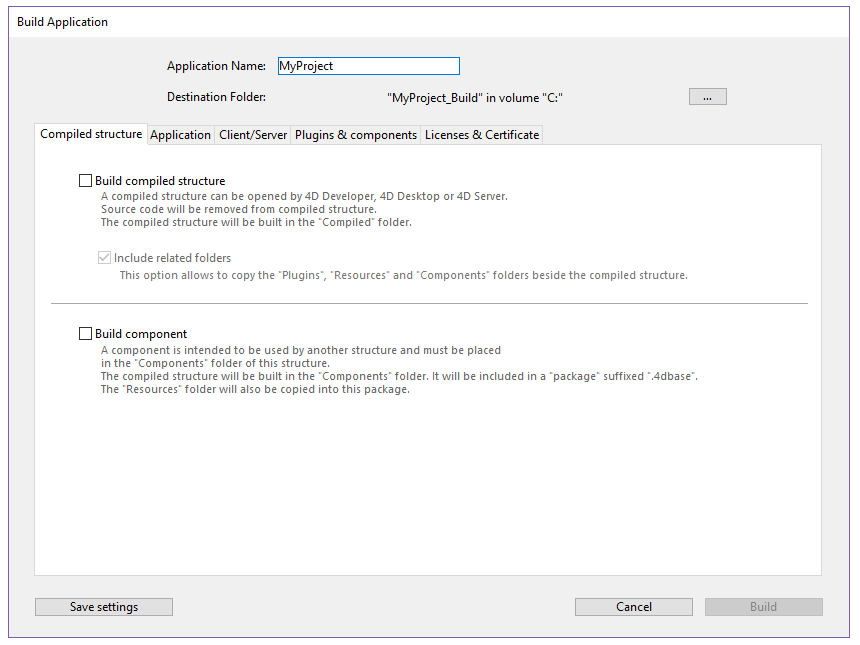 Build Application
Application Name: MyProject
Destination Folder: "MyProject_Build" in volume "C:" ...
Compiled structure Application Client/Server Plugins & components Licenses & Certificate
Build compiled structure
A compiled structure can be opened by 4D Developer, 4D Desktop or 4D Server.
Source code will be removed from compiled structure.
The compiled structure will be built in the "Compiled" folder.
Include related folders
This option allows to copy the "Plugins", "Resources" and "Components" folders beside the compiled structure.
Build component
A component is intended to be used by another structure and must be placed
in the "Components" folder of this structure.
The compiled structure will be built in the "Components" folder. It will be included in a "package" suffixed ".4dbase".
The "Resources" folder will also be copied into this package.
Save settings Cancel Build